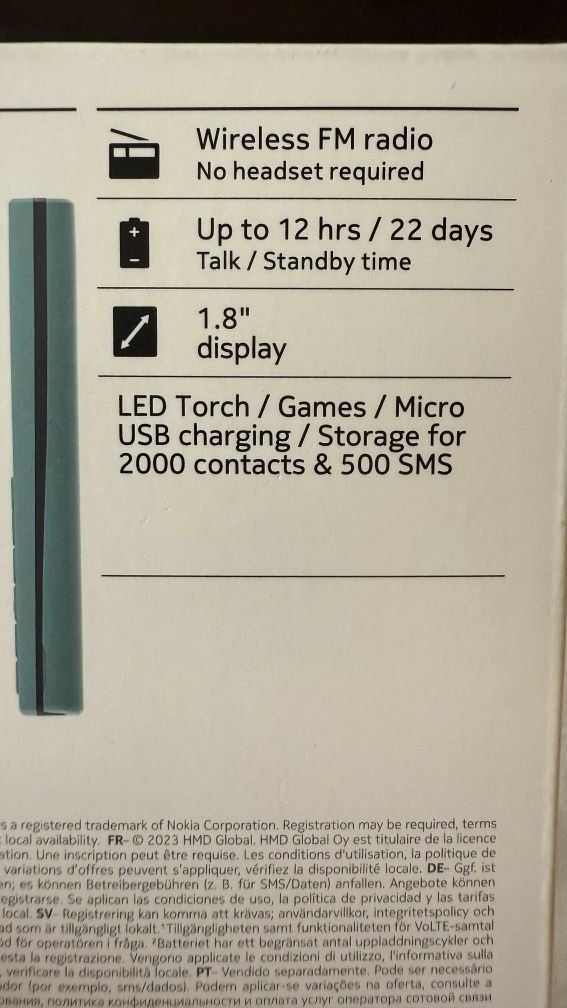 Wireless FM radio
No headset required
Up to 12 hrs / 22 days
Talk / Standby time
1.8"
display
LED Torch / Games / Micro
USB charging / Storage for
2000 contacts & 500 SMS
s a registered trademark of Nokia Corporation. Registration may be required, terms
local availability. FR– © 2023 HMD Global. HMD Global Oy est titulaire de la licence
ation. Une inscription peut être requise. Les conditions d'utilisation, la politique de
variations d'offres peuvent s'appliquer, vérifiez la disponibilité locale. DE– Ggf. ist
en; es können Betreibergebühren (z. B. für SMS/Daten) anfallen. Angebote können
egistrarse. Se aplican las condiciones de uso, la política de privacidad y las tarifas
local. SV– Registrering kan komma att krävas; användarvillkor, integritetspolicy och
ad som är tillgängligt lokalt.¹Tillgängligheten samt funktionaliteten för VoLTE-samtal
öd för operatören i fråga. ²Batteriet har ett begränsat antal uppladdningscykler och
esta la registrazione. Vengono applicate le condizioni di utilizzo, l'informativa sulla
, verificare la disponibilità locale. PT– Vendido separadamente. Pode ser necessário
dor (por exemplo, sms/dados). Podem aplicar-se variações na oferta, consulte a
ования, политика конфиденциальности и оплата услуг оператора сотовой связи